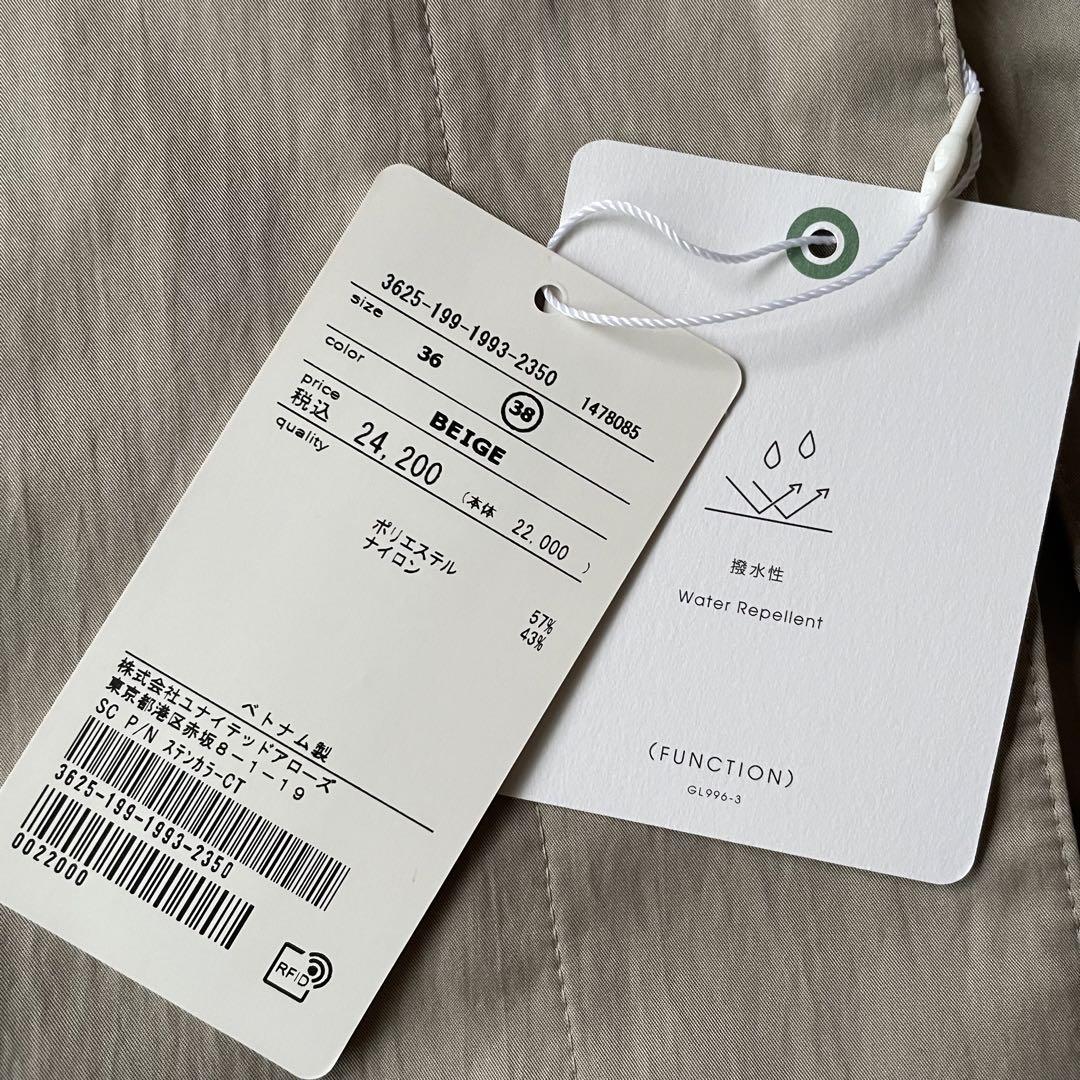 3625-199-1993-2350
1478085
size 36 38
color BEIGE
price
税込 24,200 (本体 22,000 )
quality
ポリエステル 57%
ナイロン 43%
ベトナム製
株式会社ユナイテッドアローズ
東京都港区赤坂8-1-19
SC P/N ステンカラーCT
3625-199-1993-2350
0022000
RFID
撥水性
Water Repellent
(FUNCTION)
GL996-3